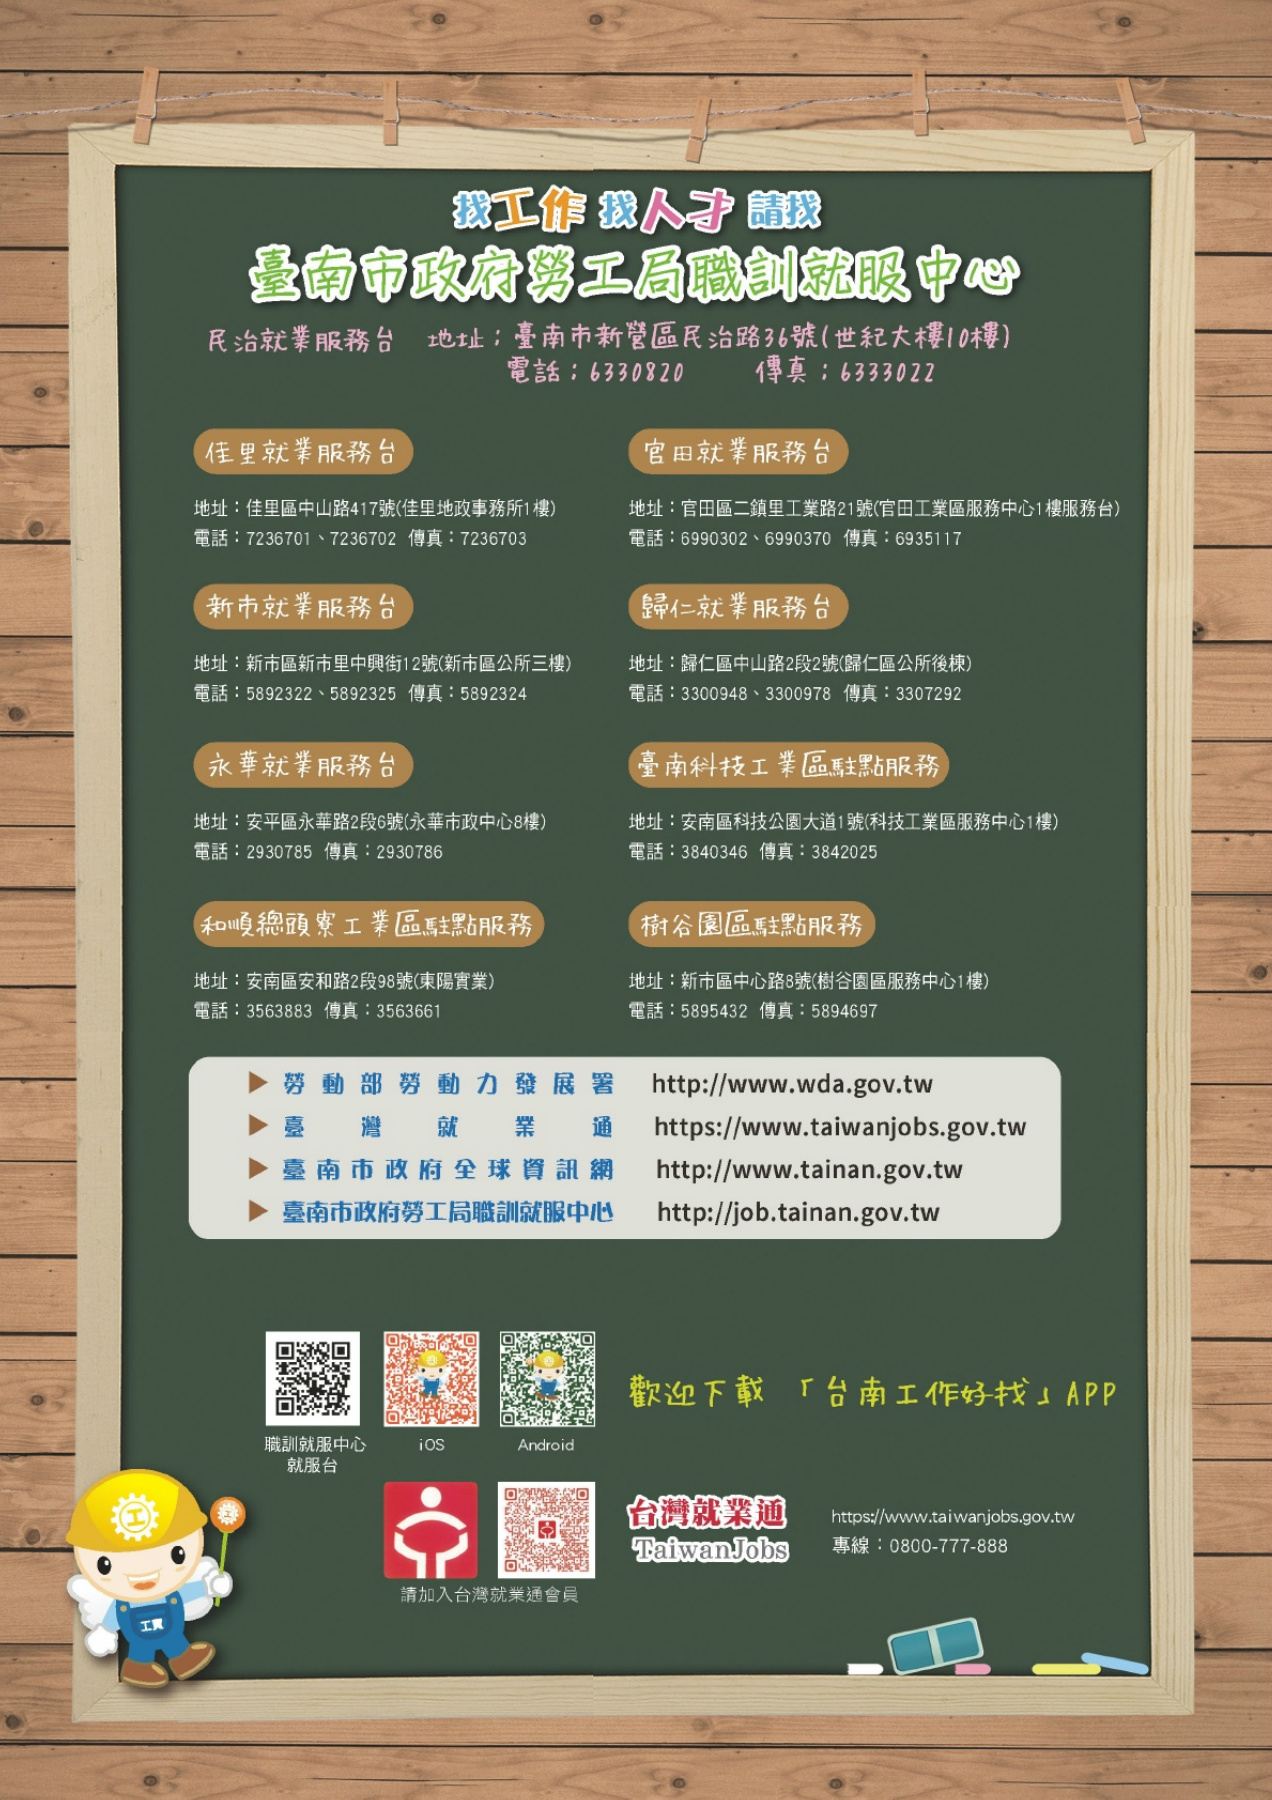 找工作 找人才 請找
臺南市政府勞工局職訓就服中心
民治就業服務台 地址：臺南市新營區民治路36號(世紀大樓10樓)
電話：6330820 傳真：6333022
佳里就業服務台
地址：佳里區中山路417號(佳里地政事務所1樓)
電話：7236701、7236702 傳真：7236703
官田就業服務台
地址：官田區二鎮里工業路21號(官田工業區服務中心1樓服務台)
電話：6990302、6990370 傳真：6935117
新市就業服務台
地址：新市區新市里中興街12號(新市區公所三樓)
電話：5892322、5892325 傳真：5892324
歸仁就業服務台
地址：歸仁區中山路2段2號(歸仁區公所後棟)
電話：3300948、3300978 傳真：3307292
永華就業服務台
地址：安平區永華路2段6號(永華市政中心8樓)
電話：2930785 傳真：2930786
臺南科技工業區駐點服務
地址：安南區科技公園大道1號(科技工業區服務中心1樓)
電話：3840346 傳真：3842025
和順總頭寮工業區駐點服務
地址：安南區安和路2段98號(東陽實業)
電話：3563883 傳真：3563661
樹谷園區駐點服務
地址：新市區中心路8號(樹谷園區服務中心1樓)
電話：5895432 傳真：5894697
勞動部勞動力發展署 http://www.wda.gov.tw
臺灣就業通 https://www.taiwanjobs.gov.tw
臺南市政府全球資訊網 http://www.tainan.gov.tw
臺南市政府勞工局職訓就服中心 http://job.tainan.gov.tw
職訓就服中心
就服台
iOS
Android
歡迎下載 「台南工作好找」APP
請加入台灣就業通會員
台灣就業通
TaiwanJobs
https://www.taiwanjobs.gov.tw
專線：0800-777-888
工